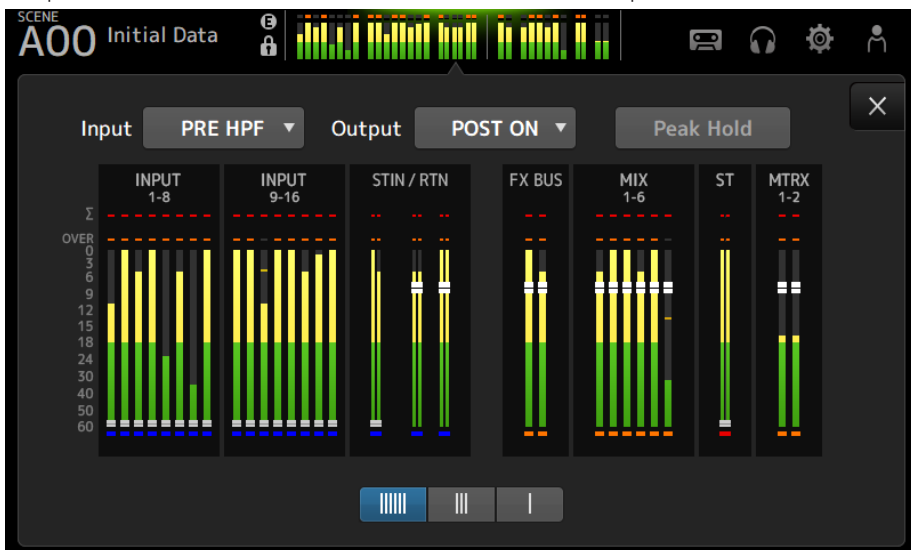 SCENE
A00 Initial Data
E
Input PRE HPF Output POST ON Peak Hold
INPUT INPUT STIN / RTN FX BUS MIX ST MTRX
1-8 9-16 1-6 1-2
Σ
OVER
0
3
6
9
12
15
18
24
30
40
50
60